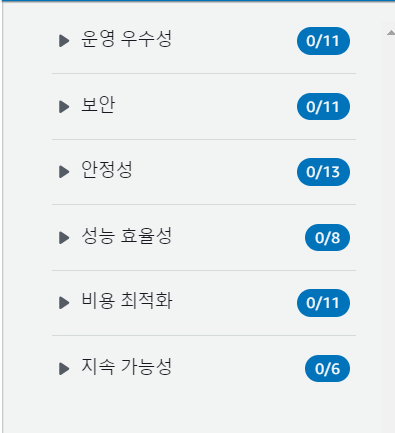 운영 우수성 0/11
보안 0/11
안정성 0/13
성능 효율성 0/8
비용 최적화 0/11
지속 가능성 0/6